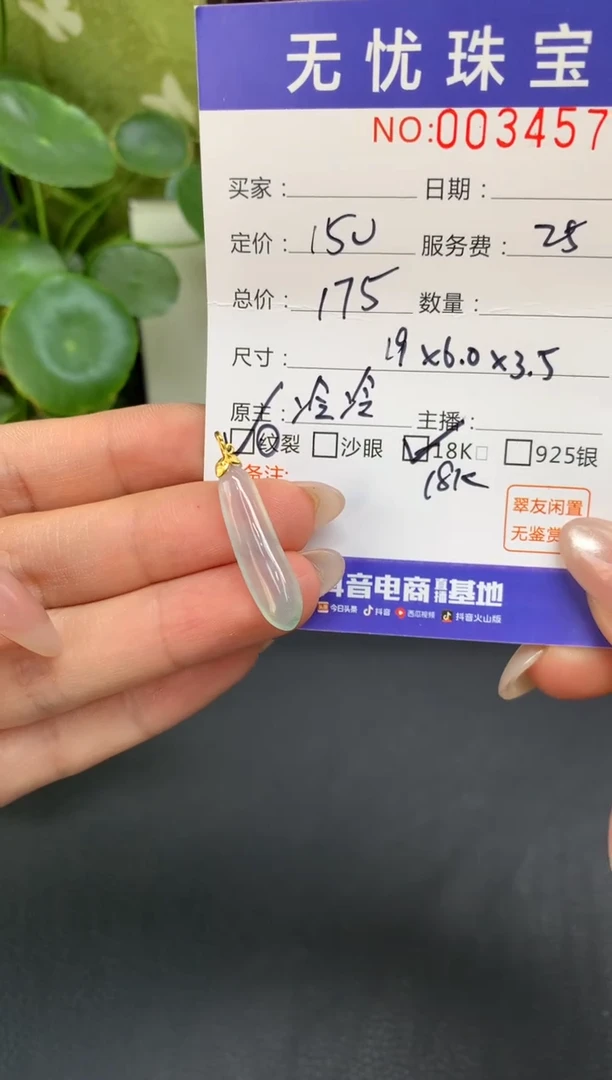 无忧珠宝
NO:003457
买家： 日期：
定价：150 服务费：25
总价：175 数量：
尺寸：19×6.0×3.5
原主：冷冷 主播：
纹裂 沙眼 18K 925银
备注: 18K
翠友闲置
无鉴赏
抖音电商直播基地
今日头条 抖音 西瓜视频 抖音火山版